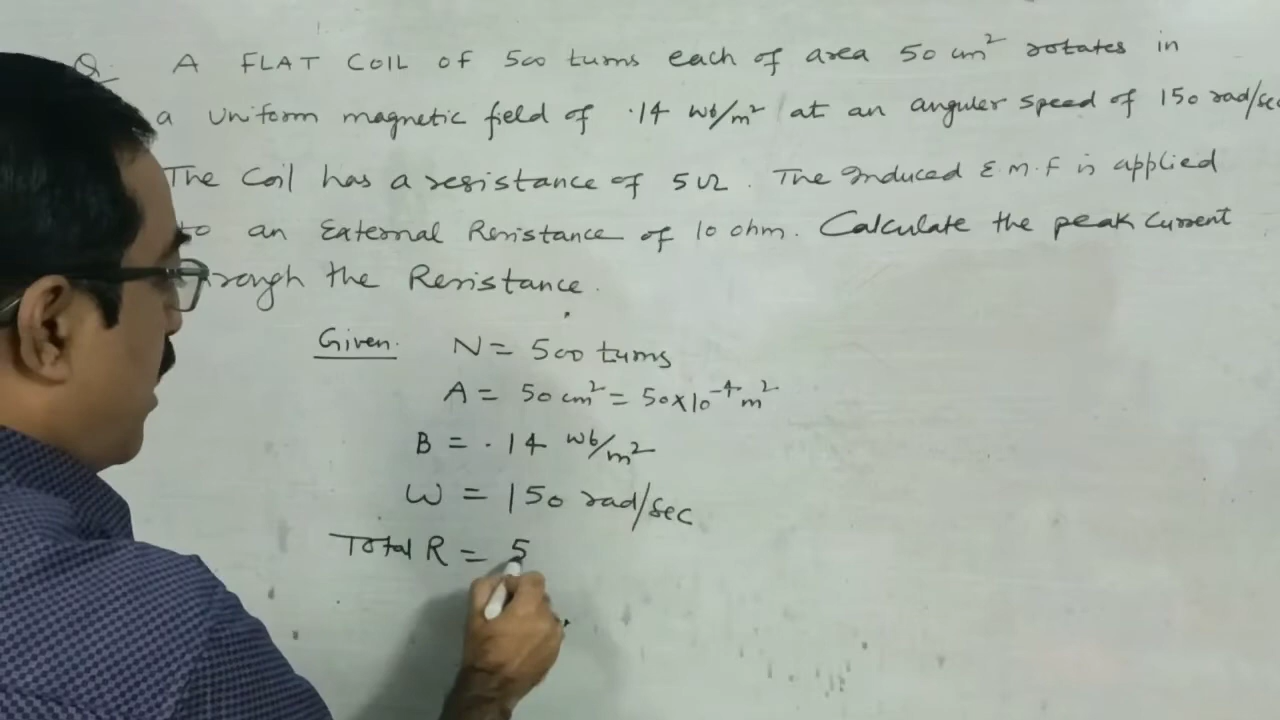 Q. A FLAT COIL OF 500 turns each of area 50 cm² rotates in
a uniform magnetic field of .14 Wb/m² at an anguler speed of 150 rad/sec
The Coil has a resistance of 5Ω. The Induced E.M.F is applied
to an External Resistance of 10 ohm. Calculate the peak Current
through the Resistance.
Given. N = 500 turns
A = 50 cm² = 50×10⁻⁴ m²
B = .14 wb/m²
W = 150 rad/sec
Total R = 5